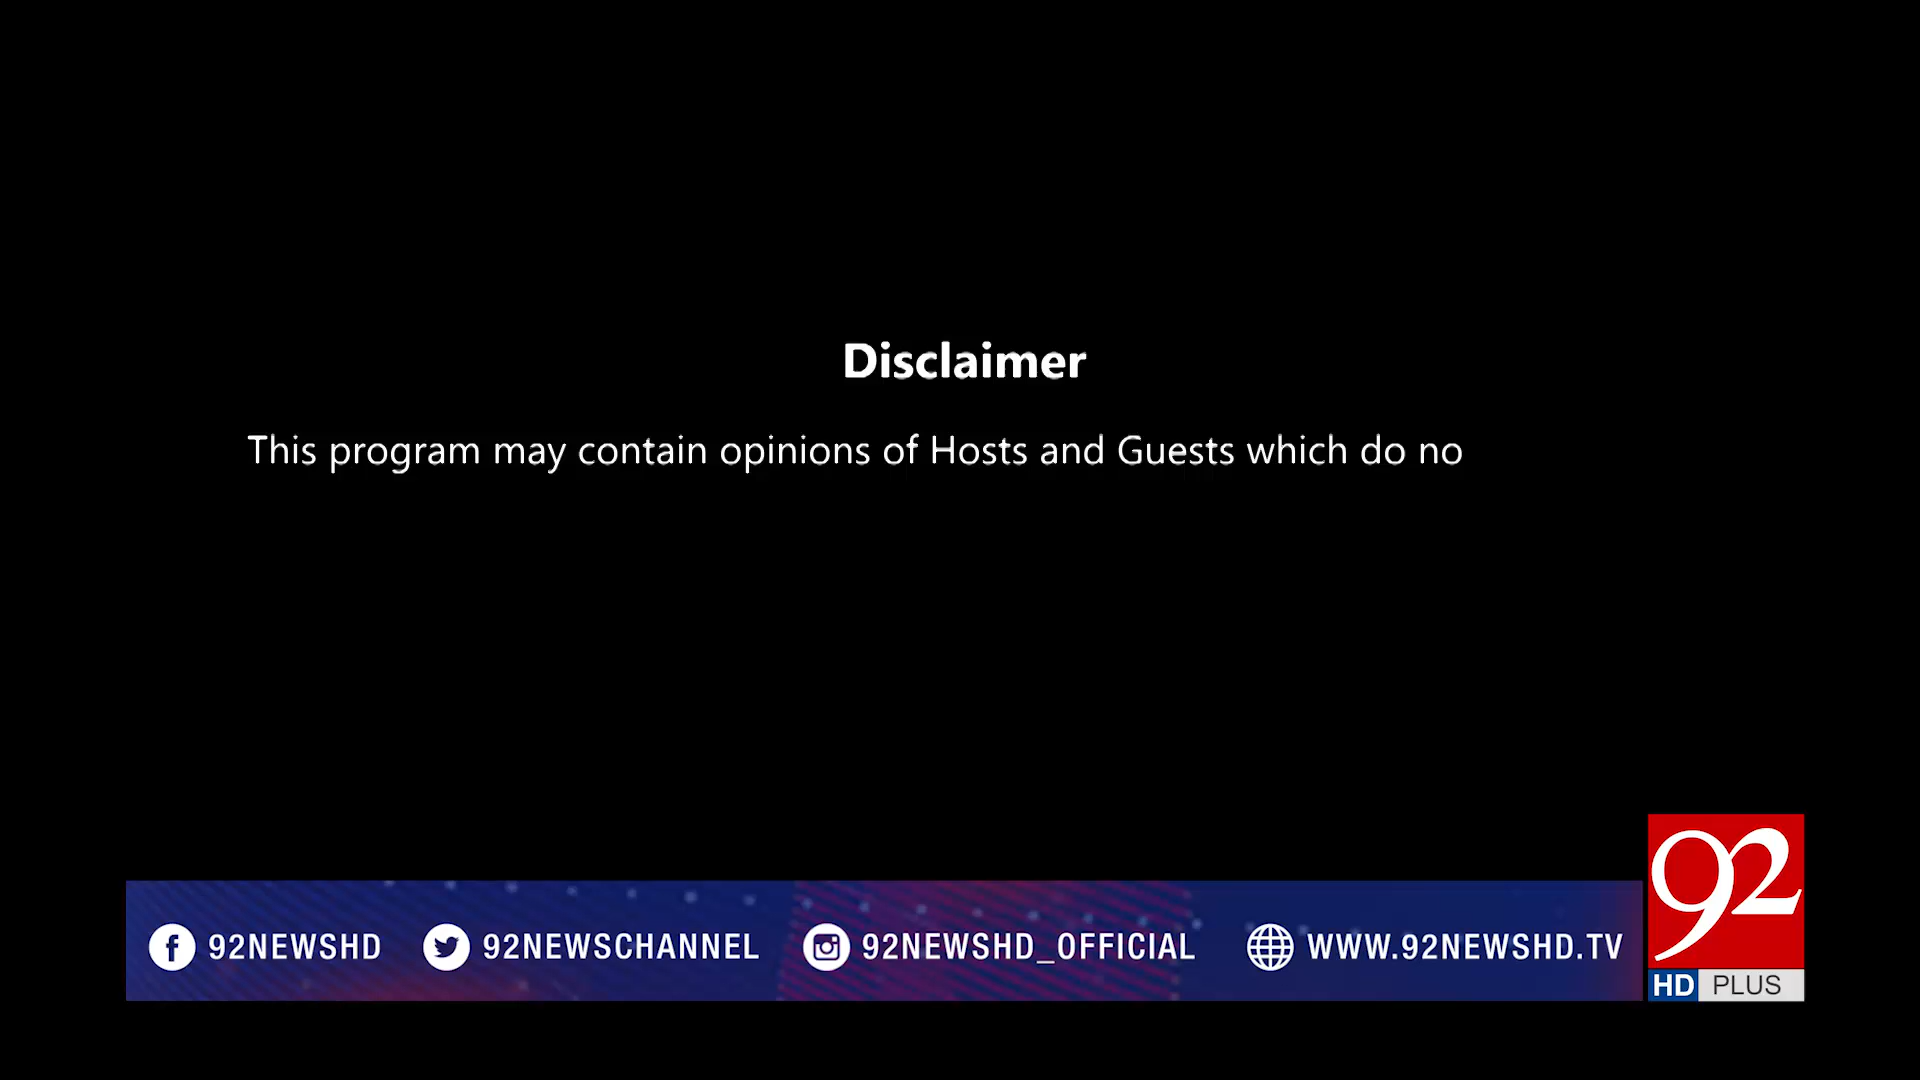 Disclaimer
This program may contain opinions of Hosts and Guests which do no
92NEWSHD
92NEWSCHANNEL
92NEWSHD_OFFICIAL
WWW.92NEWSHD.TV
92
HD PLUS